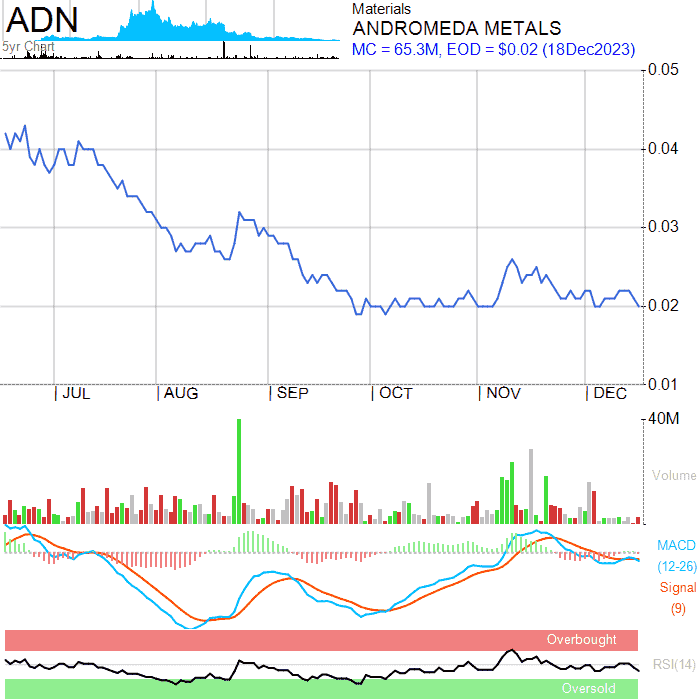 ADN
5yr Chart
Materials
ANDROMEDA METALS
MC = 65.3M, EOD = $0.02 (18Dec2023)
0.05
0.04
0.03
0.02
0.01
JUL AUG SEP OCT NOV DEC
40M
Volume
MACD
(12-26)
Signal
(9)
Overbought
RSI(14)
Oversold